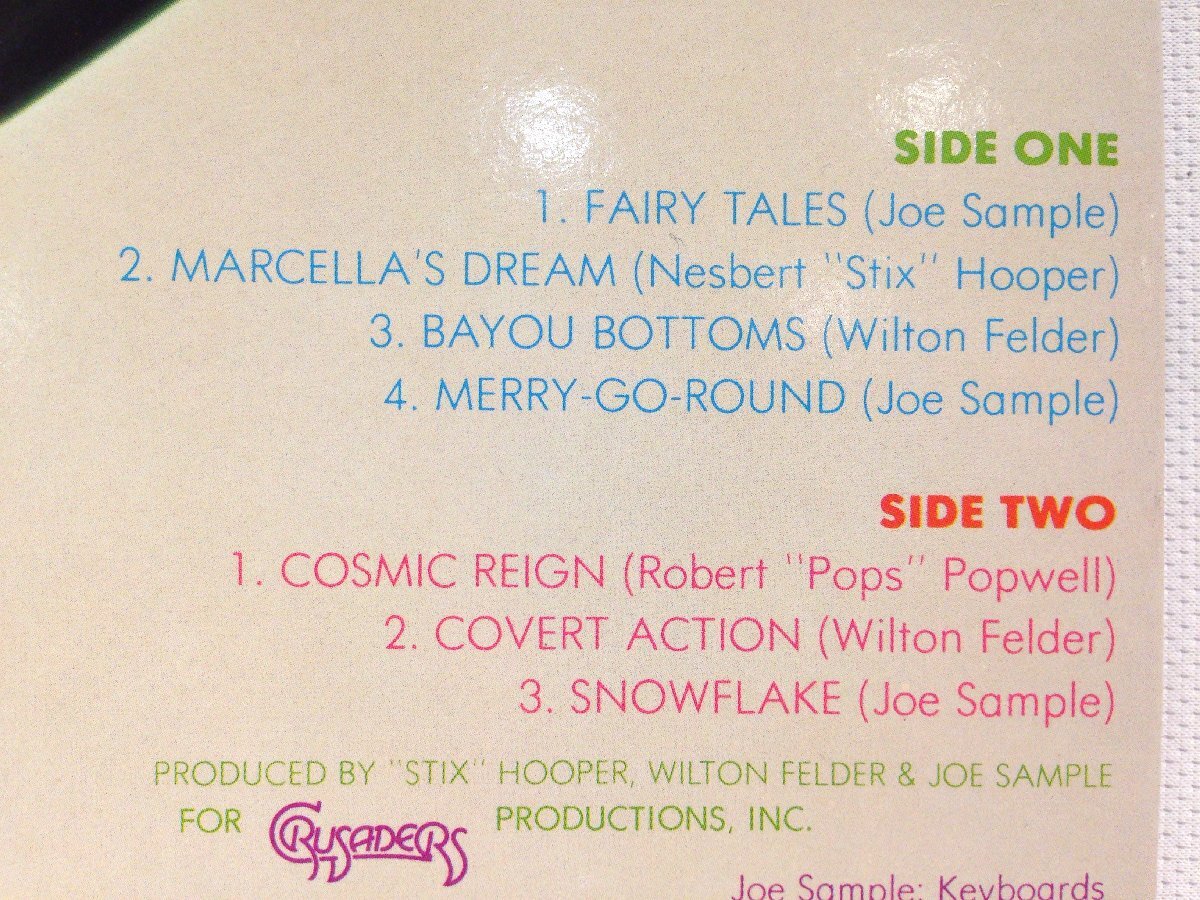 SIDE ONE
1. FAIRY TALES (Joe Sample)
2. MARCELLA'S DREAM (Nesbert "Stix" Hooper)
3. BAYOU BOTTOMS (Wilton Felder)
4. MERRY-GO-ROUND (Joe Sample)
SIDE TWO
1. COSMIC REIGN (Robert "Pops" Popwell)
2. COVERT ACTION (Wilton Felder)
3. SNOWFLAKE (Joe Sample)
PRODUCED BY "STIX" HOOPER, WILTON FELDER & JOE SAMPLE
FOR CRUSADERS PRODUCTIONS, INC.
Joe Sample: Keyboards